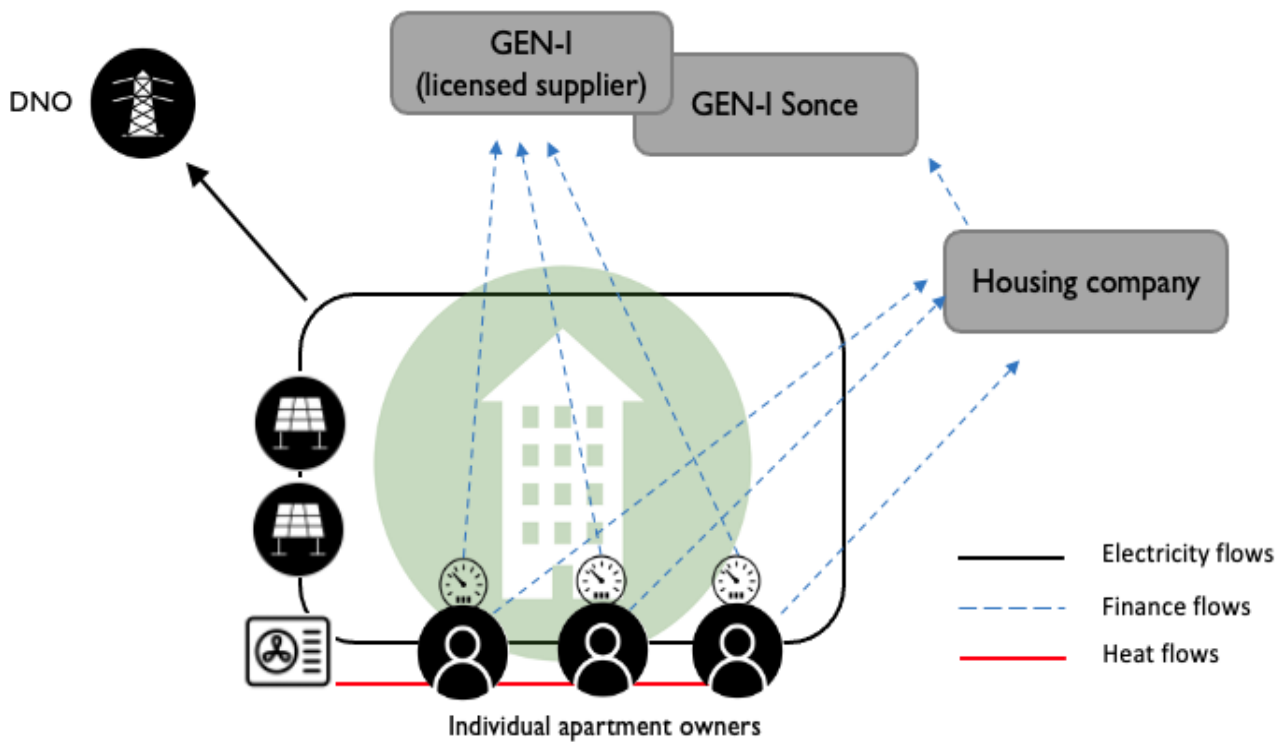 GEN-I
(licensed supplier)
DNO
GEN-I Sonce
Housing company
Electricity flows
Finance flows
Heat flows
Individual apartment owners